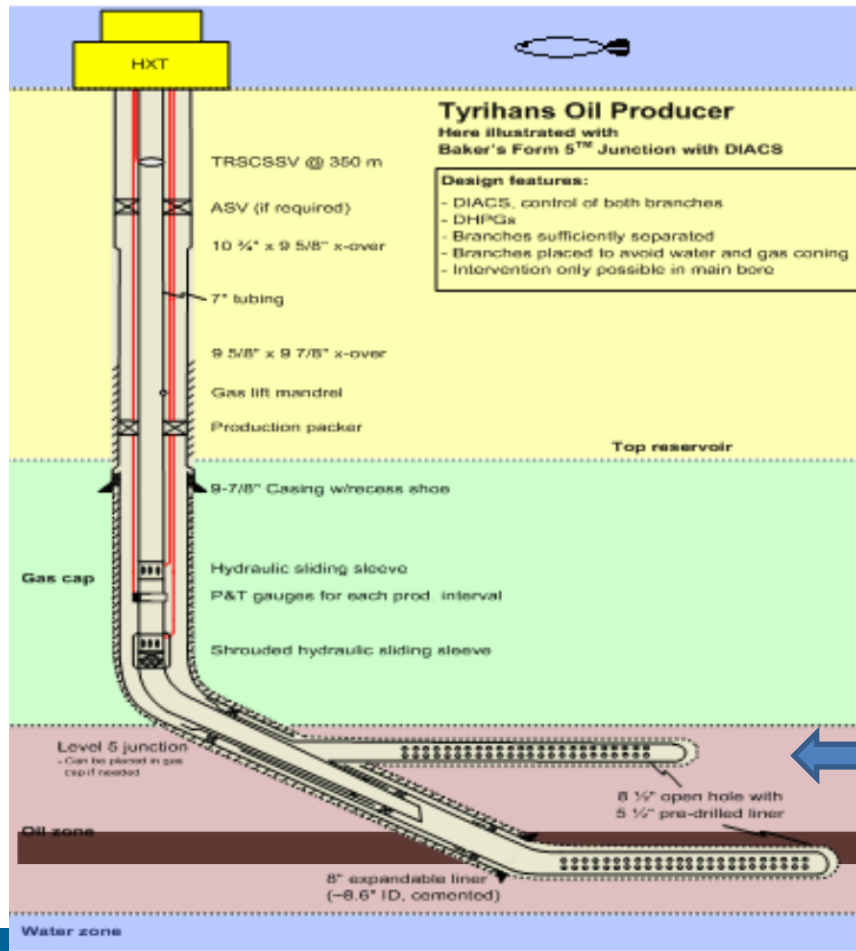 HXT
Tyrihans Oil Producer
Here illustrated with
Baker's Form 5™ Junction with DIACS
Design features:
- DIACS, control of both branches
- DHPGs
- Branches sufficiently separated
- Branches placed to avoid water and gas coning
- Intervention only possible in main bore
TRSCSSV @ 350 m
ASV (if required)
10 ¾" x 9 5/8" x-over
7" tubing
9 5/8" x 9 7/8" x-over
Gas lift mandrel
Production packer
Top reservoir
9-7/8" Casing w/recess shoe
Hydraulic sliding sleeve
Gas cap
P&T gauges for each prod. interval
Shrouded hydraulic sliding sleeve
Level 5 junction
- Can be placed in gas
cap if needed
8 ½" open hole with
5 ½" pre-drilled liner
Oil zone
8" expandable liner
(~8.6" ID, cemented)
Water zone